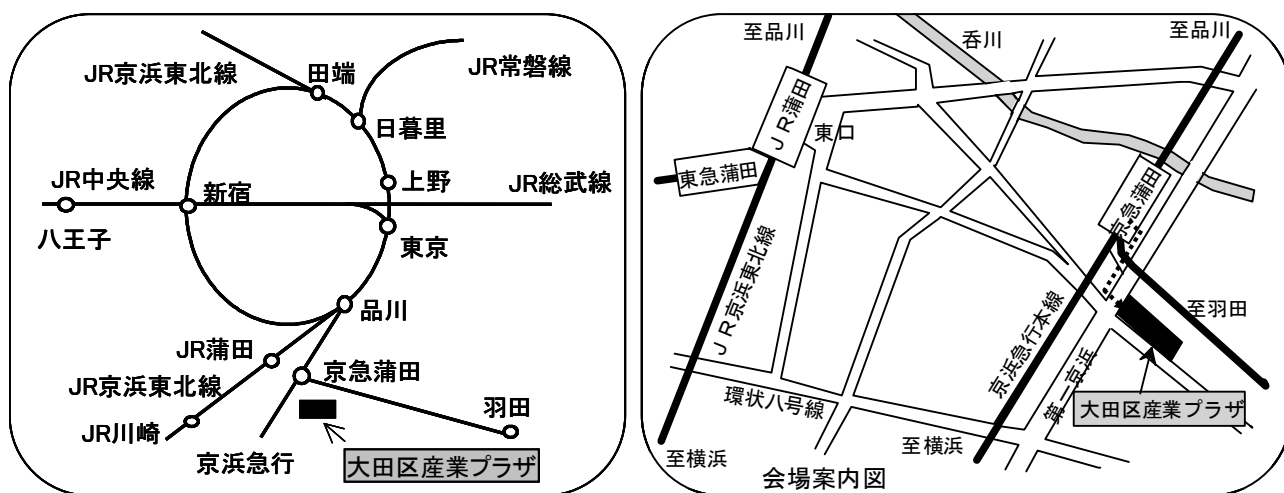 JR京浜東北線
田端
JR常磐線
日暮里
上野
JR中央線
新宿
JR総武線
八王子
東京
品川
JR蒲田
京急蒲田
JR京浜東北線
羽田
JR川崎
京浜急行
大田区産業プラザ
至品川
呑川
至品川
JR蒲田
東口
東急蒲田
京急蒲田
JR京浜東北線
至羽田
京浜急行本線
第一京浜
環状八号線
大田区産業プラザ
至横浜
至横浜
会場案内図